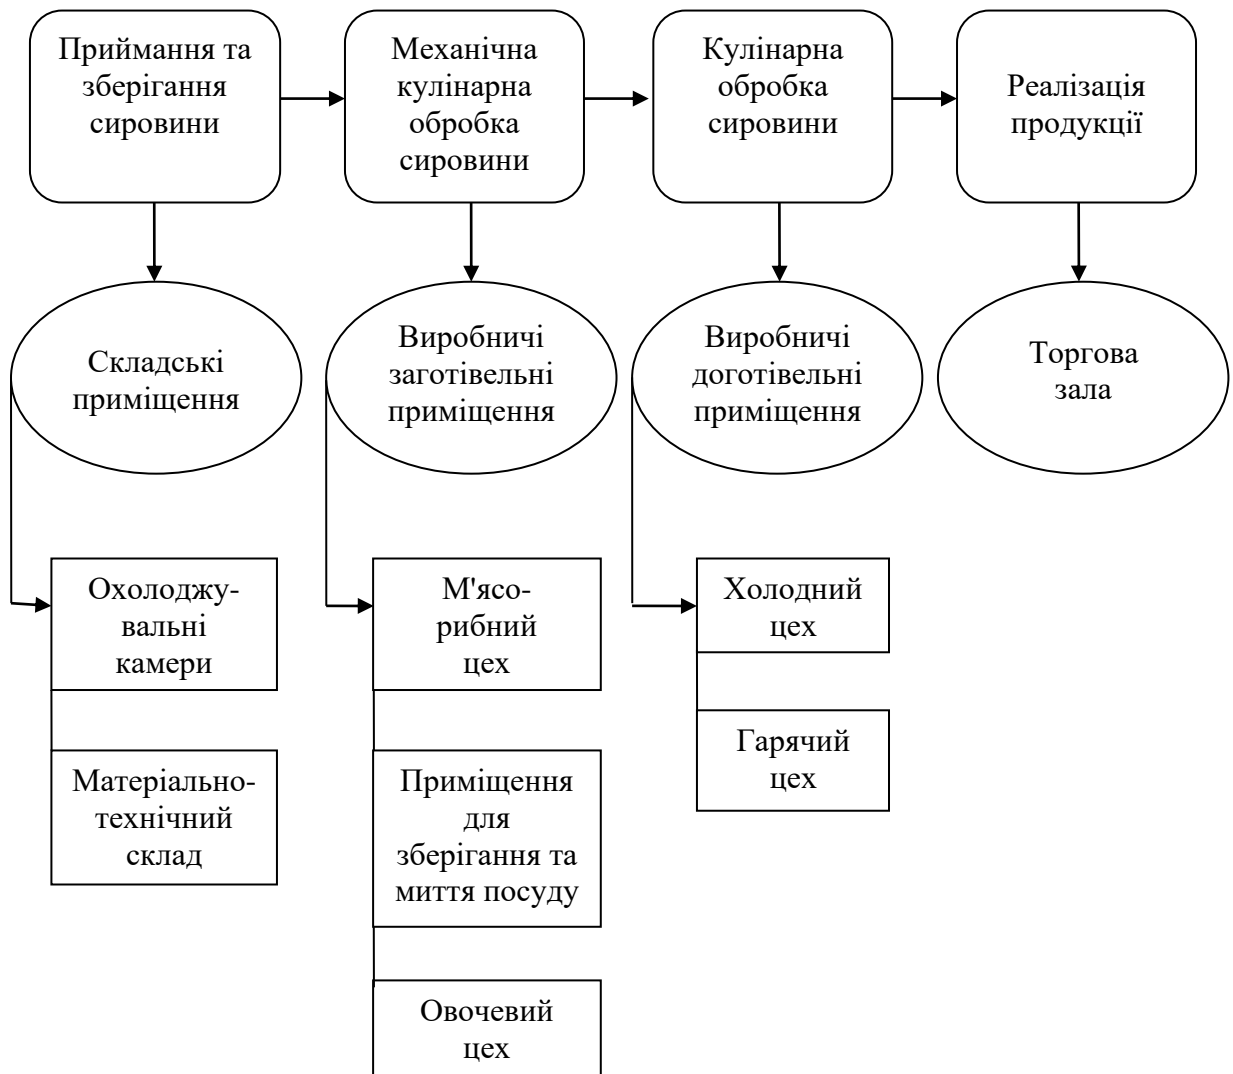 Приймання та
зберігання
сировини
Механічна
кулінарна
обробка
сировини
Кулінарна
обробка
сировини
Реалізація
продукції
Складські
приміщення
Виробничі
заготівельні
приміщення
Виробничі
доготівельні
приміщення
Торгова
зала
Охолоджу-
вальні
камери
М'ясо-
рибний
цех
Холодний
цех
Матеріально-
технічний
склад
Приміщення
для
зберігання та
миття посуду
Гарячий
цех
Овочевий
цех